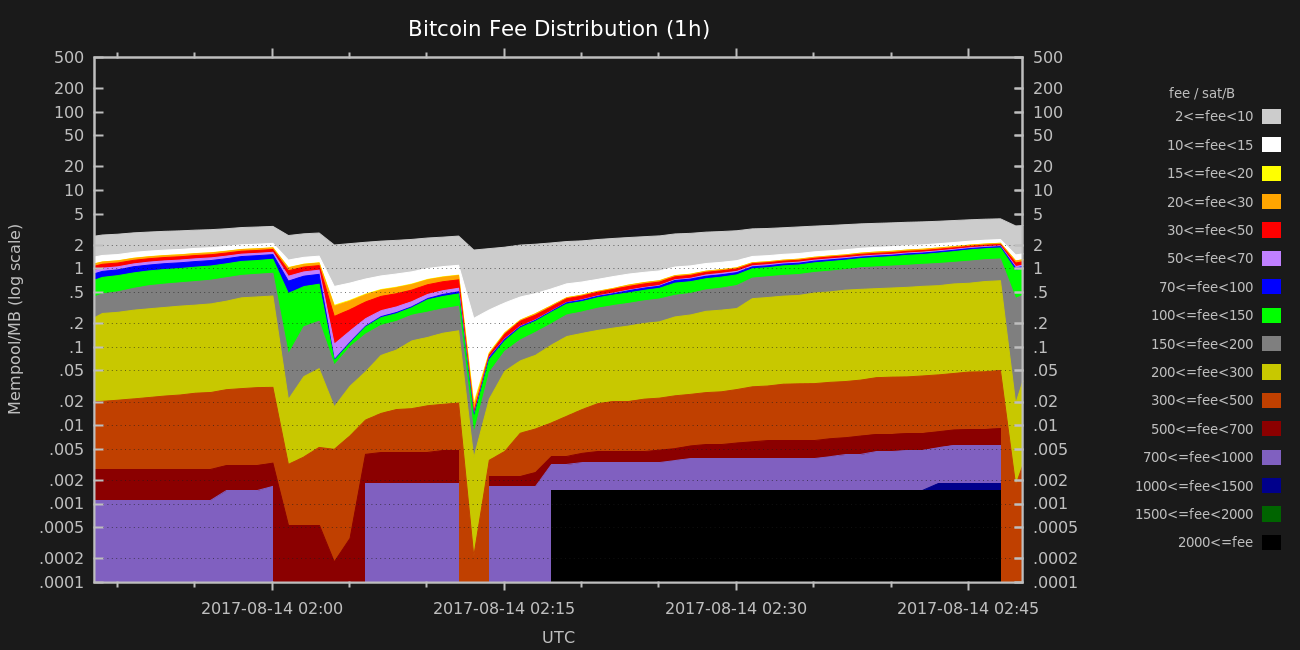 Bitcoin Fee Distribution (1h)
Mempool/MB (log scale)
500
200
100
50
20
10
5
2
1
.5
.2
.1
.05
.02
.01
.005
.002
.001
.0005
.0002
.0001
500
200
100
50
20
10
5
2
1
.5
.2
.1
.05
.02
.01
.005
.002
.001
.0005
.0002
.0001
2017-08-14 02:00
2017-08-14 02:15
2017-08-14 02:30
2017-08-14 02:45
UTC
fee / sat/B
2<=fee<10
10<=fee<15
15<=fee<20
20<=fee<30
30<=fee<50
50<=fee<70
70<=fee<100
100<=fee<150
150<=fee<200
200<=fee<300
300<=fee<500
500<=fee<700
700<=fee<1000
1000<=fee<1500
1500<=fee<2000
2000<=fee